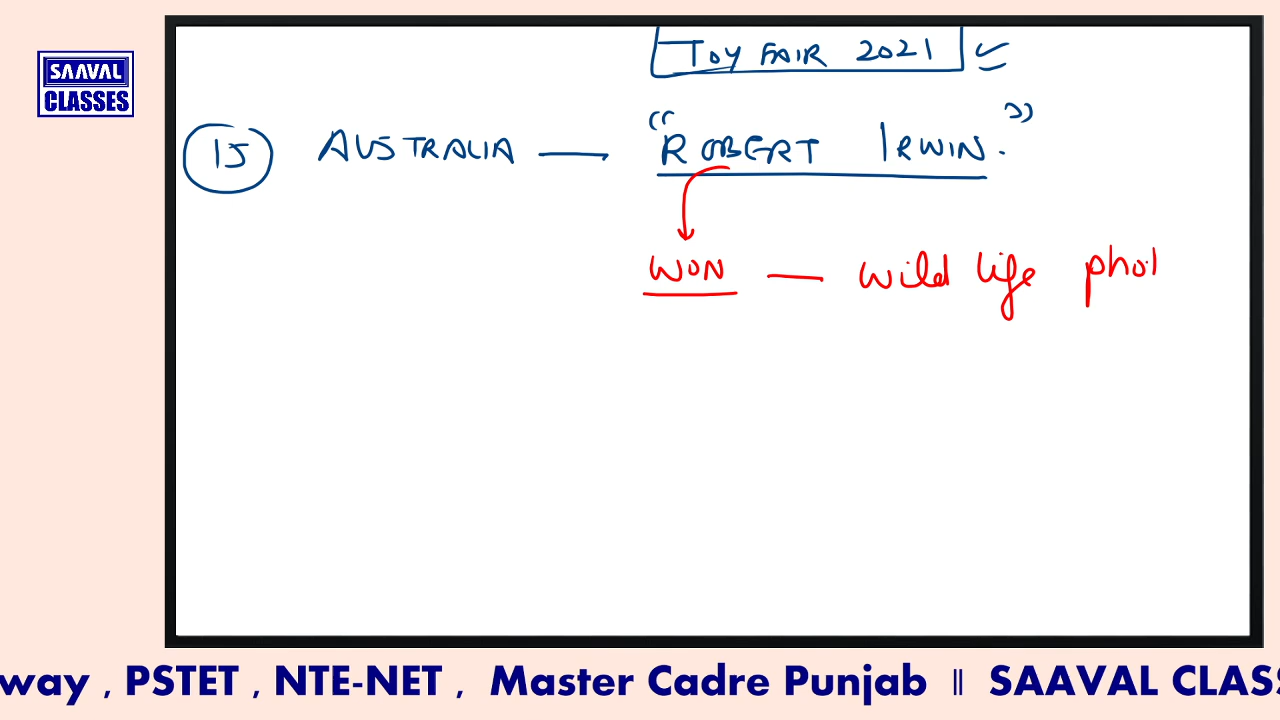 TOY FAIR 2021
SAAVAL
CLASSES
15 AUSTRALIA — "ROBERT IRWIN."
WON — wild life phot
way , PSTET , NTE-NET , Master Cadre Punjab || SAAVAL CLASS